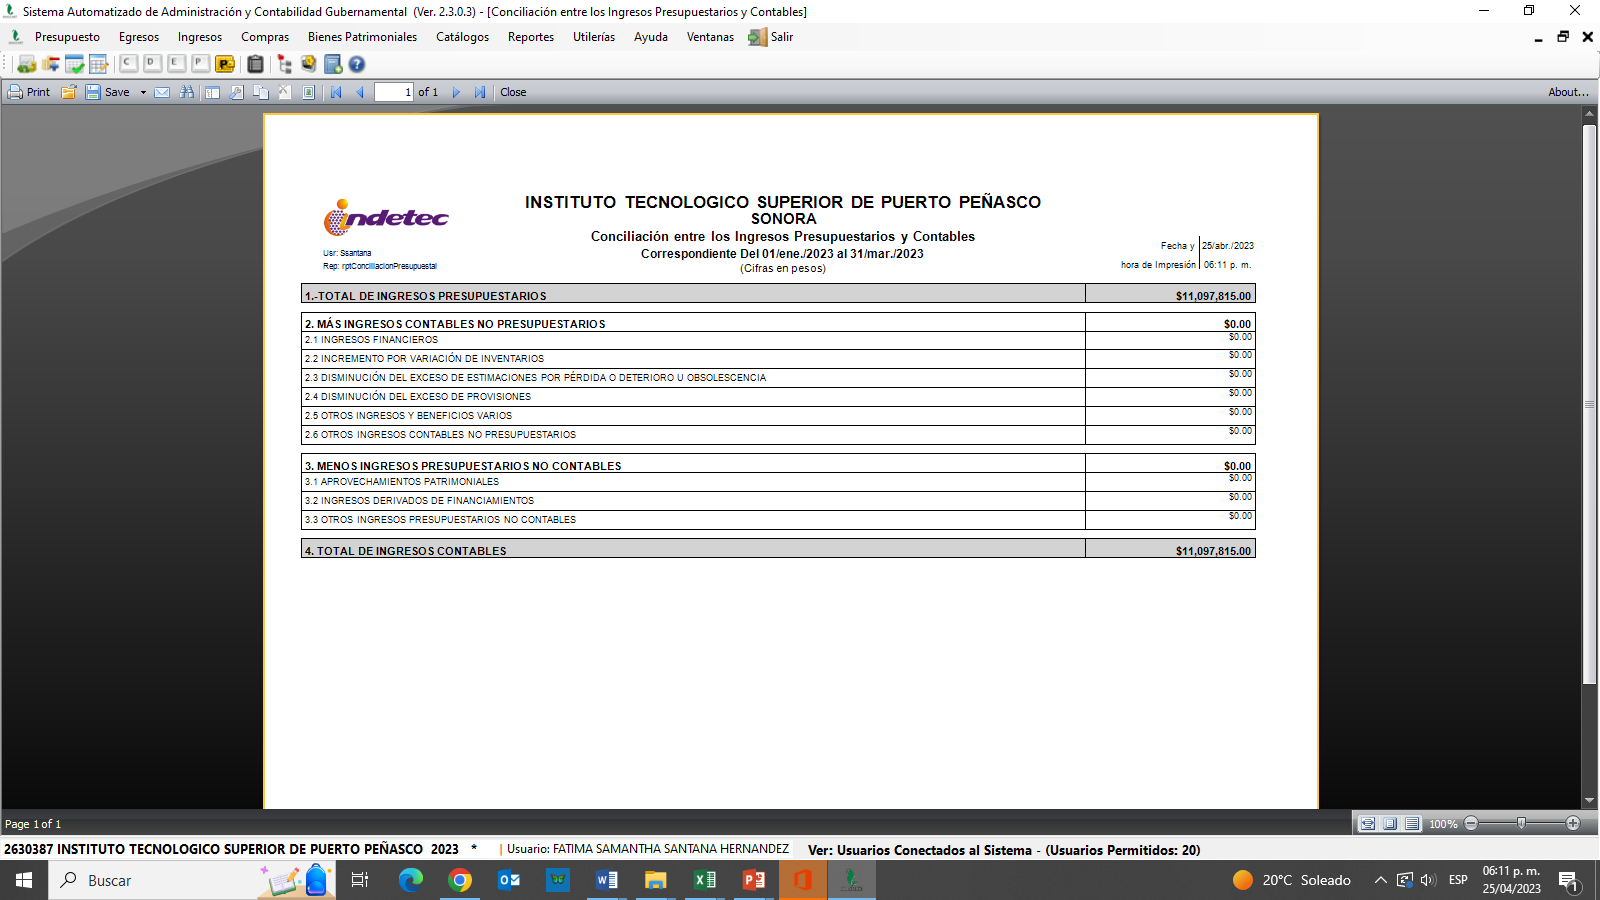 Sistema Automatizado de Administración y Contabilidad Gubernamental (Ver. 2.3.0.3) - [Conciliación entre los Ingresos Presupuestarios y Contables]
Presupuesto Egresos Ingresos Compras Bienes Patrimoniales Catálogos Reportes Utilerías Ayuda Ventanas Salir
C D E P P
Print Save 1 of 1 Close About...
indetec
INSTITUTO TECNOLOGICO SUPERIOR DE PUERTO PEÑASCO
SONORA
Conciliación entre los Ingresos Presupuestarios y Contables
Correspondiente Del 01/ene./2023 al 31/mar./2023
(Cifras en pesos)
Usr: Ssantana
Rep: rptConciliacionPresupuestal
Fecha y 25/abr./2023
hora de Impresión 06:11 p. m.
1.-TOTAL DE INGRESOS PRESUPUESTARIOS $11,097,815.00
2. MÁS INGRESOS CONTABLES NO PRESUPUESTARIOS $0.00
2.1 INGRESOS FINANCIEROS $0.00
2.2 INCREMENTO POR VARIACIÓN DE INVENTARIOS $0.00
2.3 DISMINUCIÓN DEL EXCESO DE ESTIMACIONES POR PÉRDIDA O DETERIORO U OBSOLESCENCIA $0.00
2.4 DISMINUCIÓN DEL EXCESO DE PROVISIONES $0.00
2.5 OTROS INGRESOS Y BENEFICIOS VARIOS $0.00
2.6 OTROS INGRESOS CONTABLES NO PRESUPUESTARIOS $0.00
3. MENOS INGRESOS PRESUPUESTARIOS NO CONTABLES $0.00
3.1 APROVECHAMIENTOS PATRIMONIALES $0.00
3.2 INGRESOS DERIVADOS DE FINANCIAMIENTOS $0.00
3.3 OTROS INGRESOS PRESUPUESTARIOS NO CONTABLES $0.00
4. TOTAL DE INGRESOS CONTABLES $11,097,815.00
Page 1 of 1 100%
2630387 INSTITUTO TECNOLOGICO SUPERIOR DE PUERTO PEÑASCO 2023 * | Usuario: FATIMA SAMANTHA SANTANA HERNANDEZ Ver: Usuarios Conectados al Sistema - (Usuarios Permitidos: 20)
Buscar 20°C Soleado ESP 06:11 p. m.
25/04/2023 1